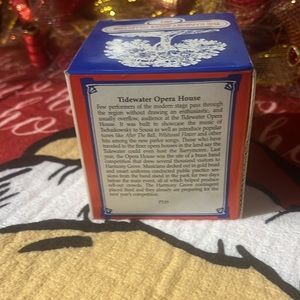 Tidewater Opera House
Few performers of the modern stage pass through
the region without drawing an enthusiastic, and
usually overflow, audience at the Tidewater Opera
House. It was built to showcase the music of
Tschaikowsky to Sousa as well as introduce popular
tunes like After The Ball, Whitsand Favor and other
hits among the new parlor songs. Those who have
traveled to the finer opera houses in the land say the
Tidewater could even host the Barrymores. Last
year, the Opera House was the site of a brass band
competition that drew several thousand visitors to
Harmony Grove. Musicians decked out in gold braid
and smart uniforms conducted public practice ses-
sions from the band stand in the park for two days
before the main event, all of which helped produce
sell-out crowds. The Harmony Grove contingent
placed third and they already are preparing for the
next year's competition.